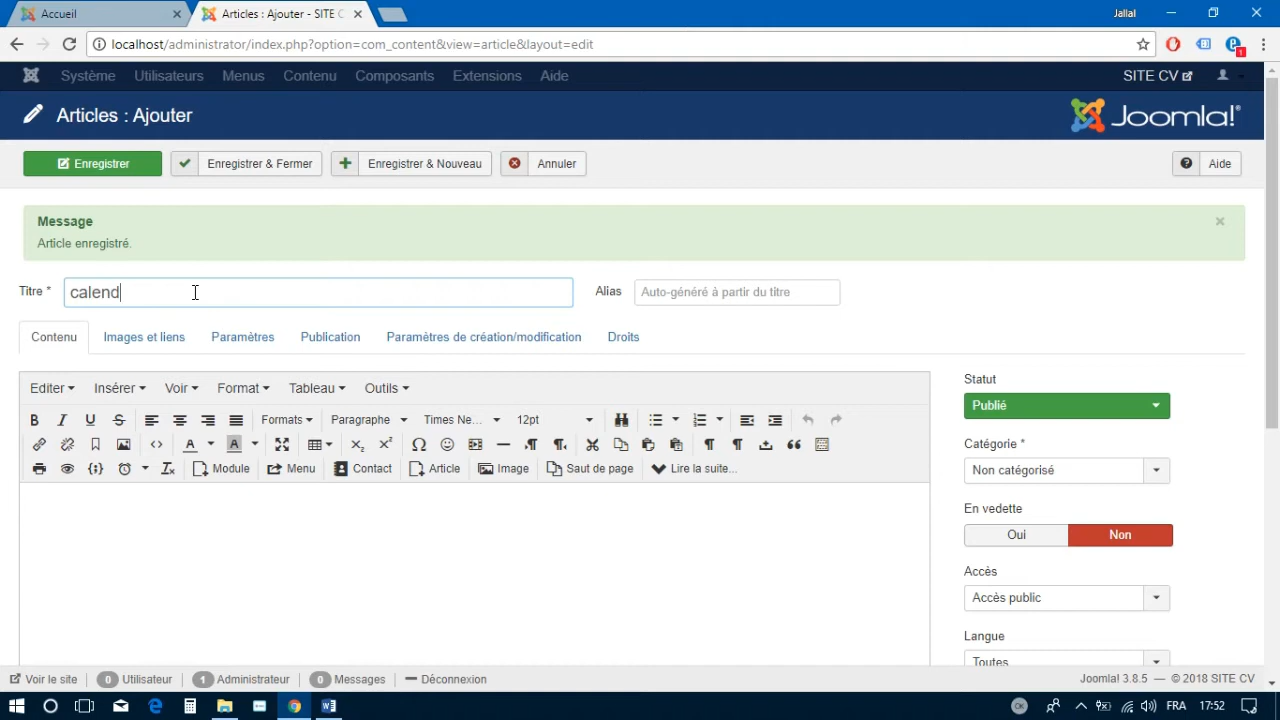 Accueil
Articles : Ajouter - SITE C
Jallal
localhost/administrator/index.php?option=com_content&view=article&layout=edit
1
Système Utilisateurs Menus Contenu Composants Extensions Aide
SITE CV
Articles : Ajouter
Joomla!®
Enregistrer
Enregistrer & Fermer
Enregistrer & Nouveau
Annuler
Aide
Message
Article enregistré.
Titre *
calend
Alias
Auto-généré à partir du titre
Contenu Images et liens Paramètres Publication Paramètres de création/modification Droits
Editer Insérer Voir Format Tableau Outils
Formats Paragraphe Times Ne... 12pt
Module Menu Contact Article Image Saut de page Lire la suite...
Statut
Publié
Catégorie *
Non catégorisé
En vedette
Oui Non
Accès
Accès public
Langue
Toutes
Voir le site 0 Utilisateur 1 Administrateur 0 Messages Déconnexion
Joomla! 3.8.5 — © 2018 SITE CV
OK
FRA 17:52